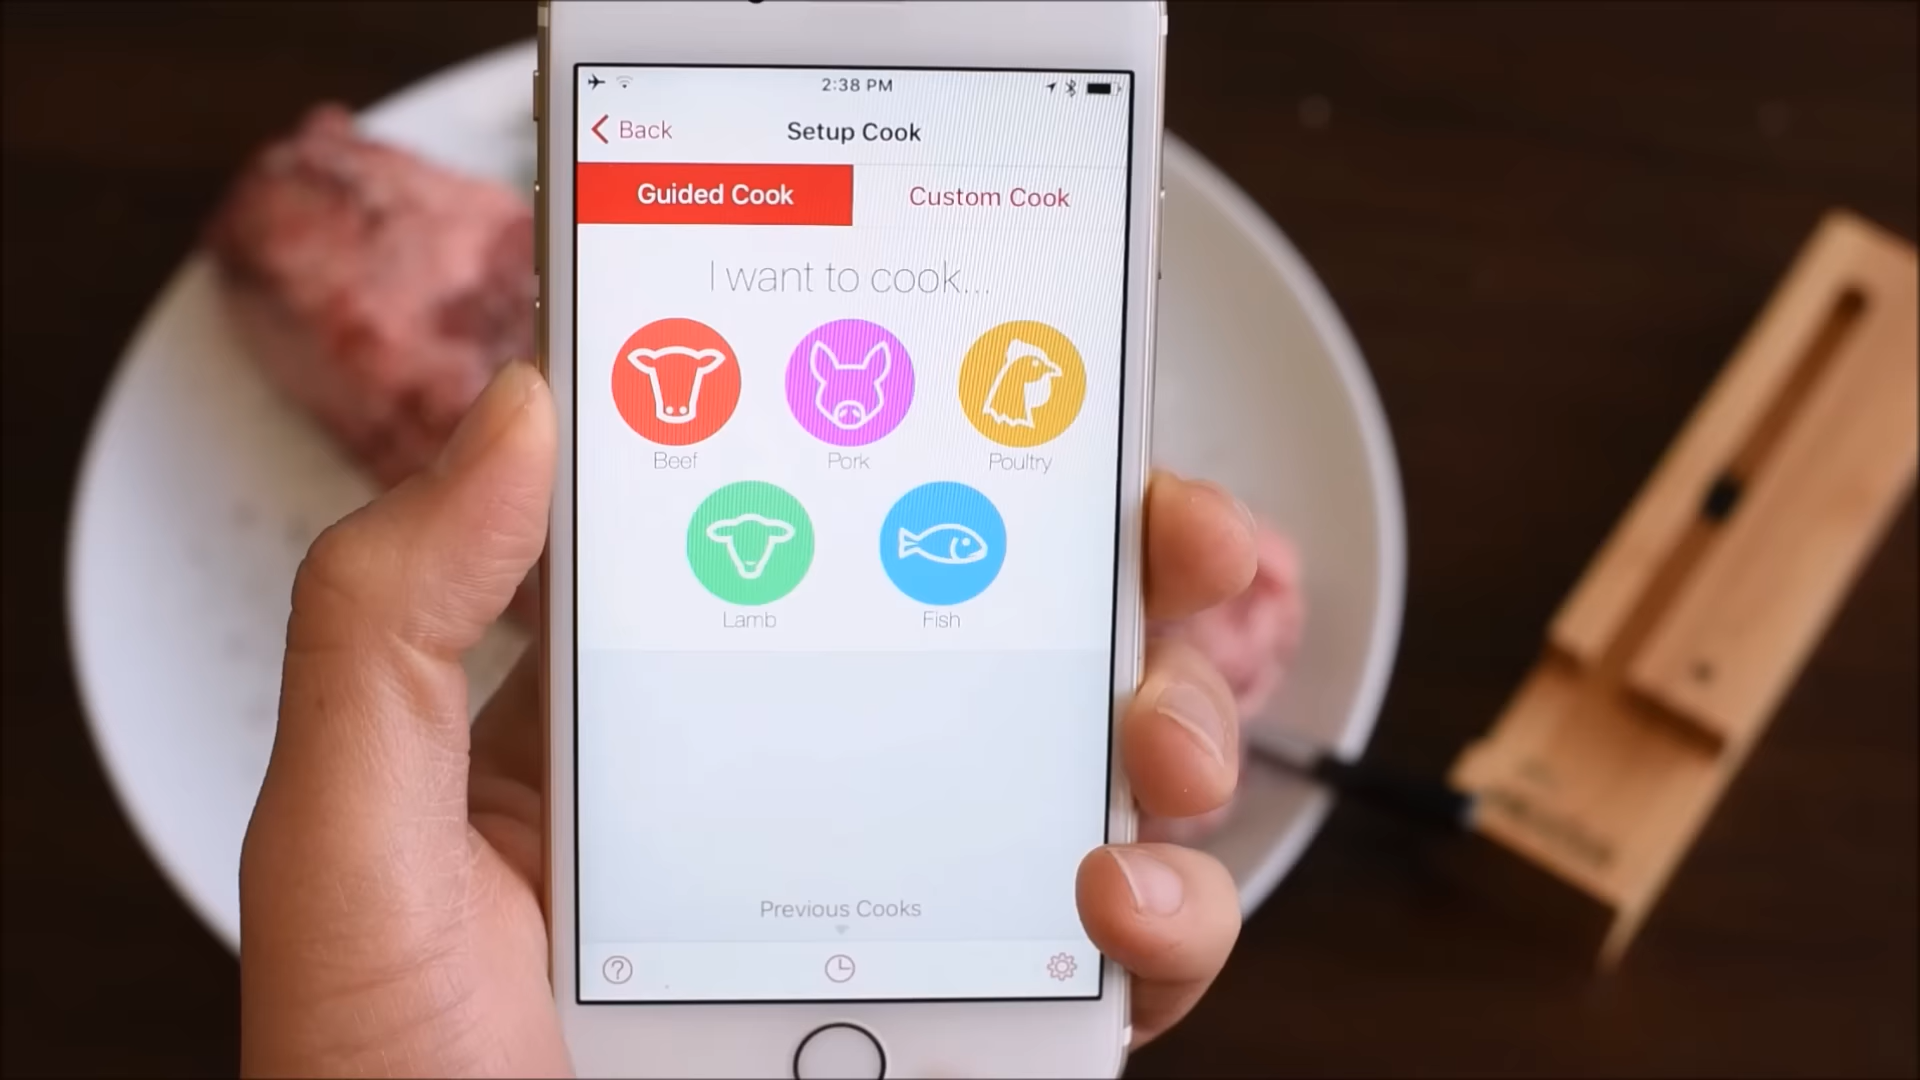 2:38 PM
Back
Setup Cook
Guided Cook
Custom Cook
I want to cook...
Beef
Pork
Poultry
Lamb
Fish
Previous Cooks
?